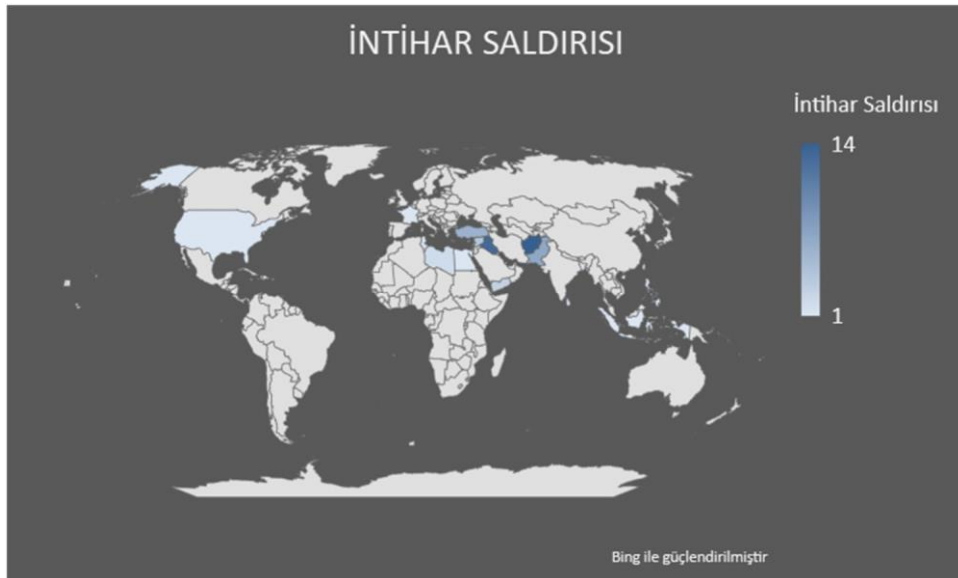 İNTİHAR SALDIRISI
İntihar Saldırısı
14
1
Bing ile güçlendirilmiştir